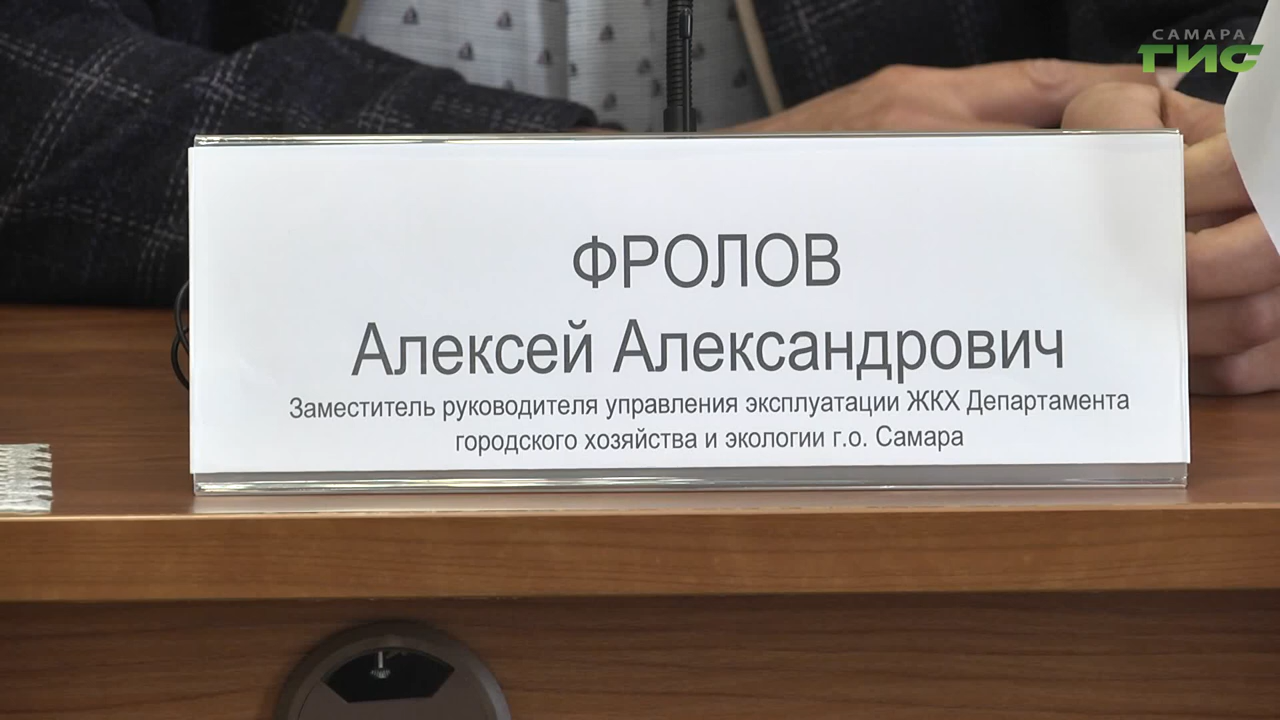 САМАРА
ГИС
ФРОЛОВ
Алексей Александрович
Заместитель руководителя управления эксплуатации ЖКХ Департамента
городского хозяйства и экологии г.о. Самара